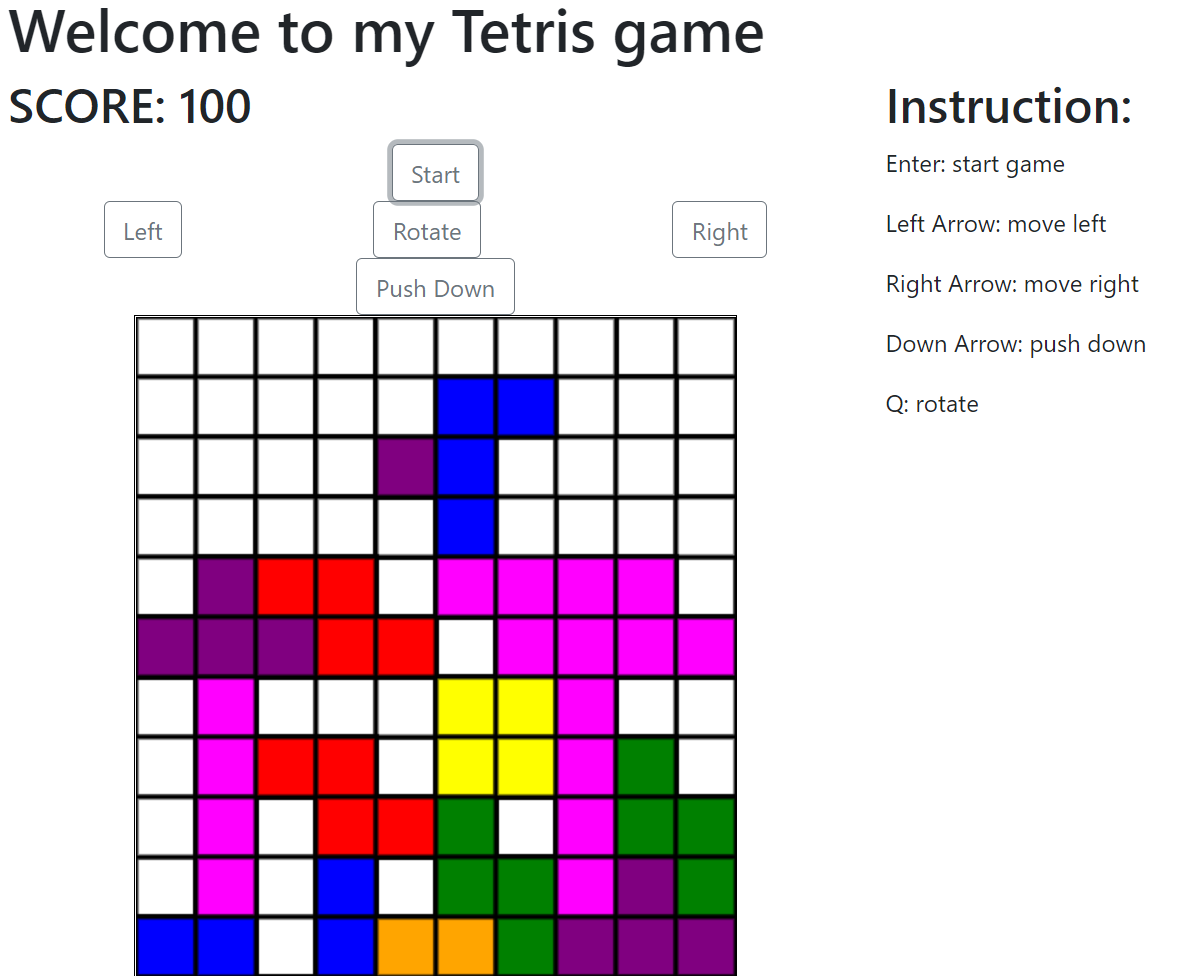 Welcome to my Tetris game
SCORE: 100
Start
Left
Rotate
Right
Push Down
Instruction:
Enter: start game
Left Arrow: move left
Right Arrow: move right
Down Arrow: push down
Q: rotate